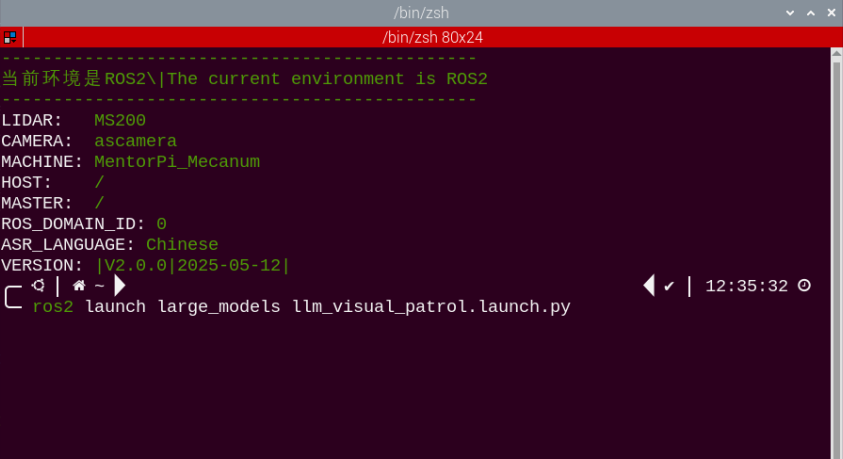 /bin/zsh
/bin/zsh 80x24
----------------------------------------------
当前环境是ROS2\|The current environment is ROS2
----------------------------------------------
LIDAR: MS200
CAMERA: ascamera
MACHINE: MentorPi_Mecanum
HOST: /
MASTER: /
ROS_DOMAIN_ID: 0
ASR_LANGUAGE: Chinese
VERSION: |V2.0.0|2025-05-12|
~ ✔ 12:35:32
ros2 launch large_models llm_visual_patrol.launch.py